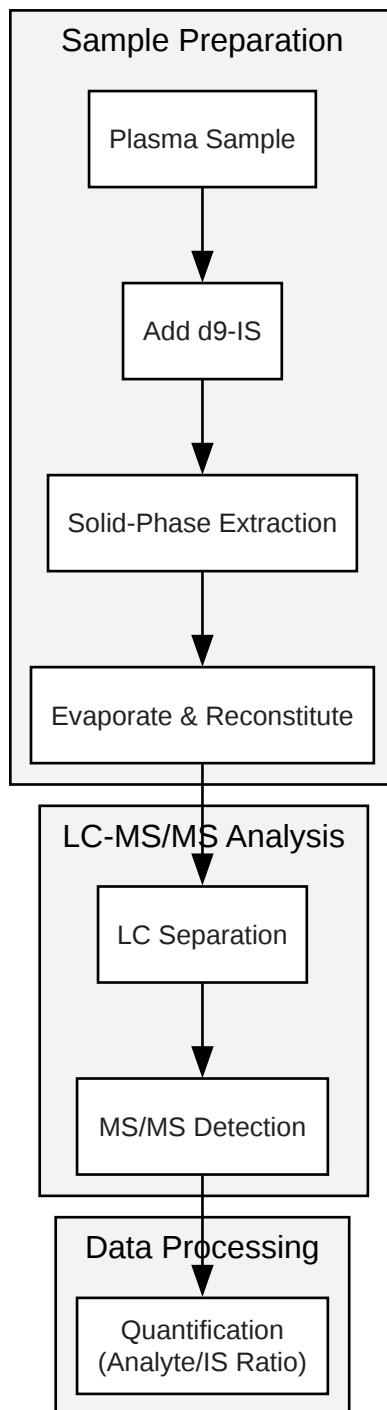 Sample Preparation
Plasma Sample
Add d9-IS
Solid-Phase Extraction
Evaporate & Reconstitute
LC-MS/MS Analysis
LC Separation
MS/MS Detection
Data Processing
Quantification
(Analyte/IS Ratio)